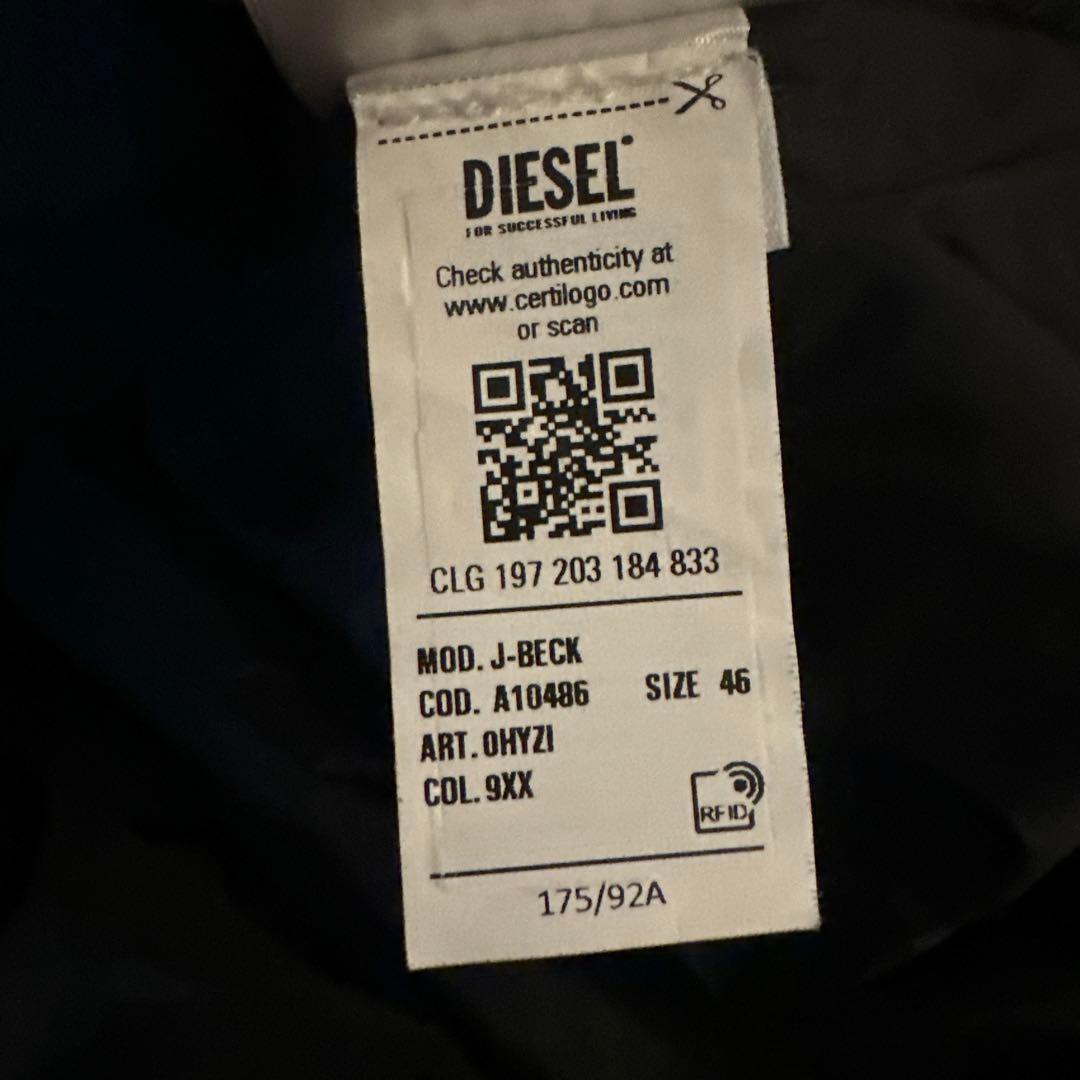 DIESEL
FOR SUCCESSFUL LIVING
Check authenticity at
www.certilogo.com
or scan
CLG 197 203 184 833
MOD. J-BECK
COD. A10486 SIZE 46
ART. 0HYZI
COL. 9XX
RFID
175/92A